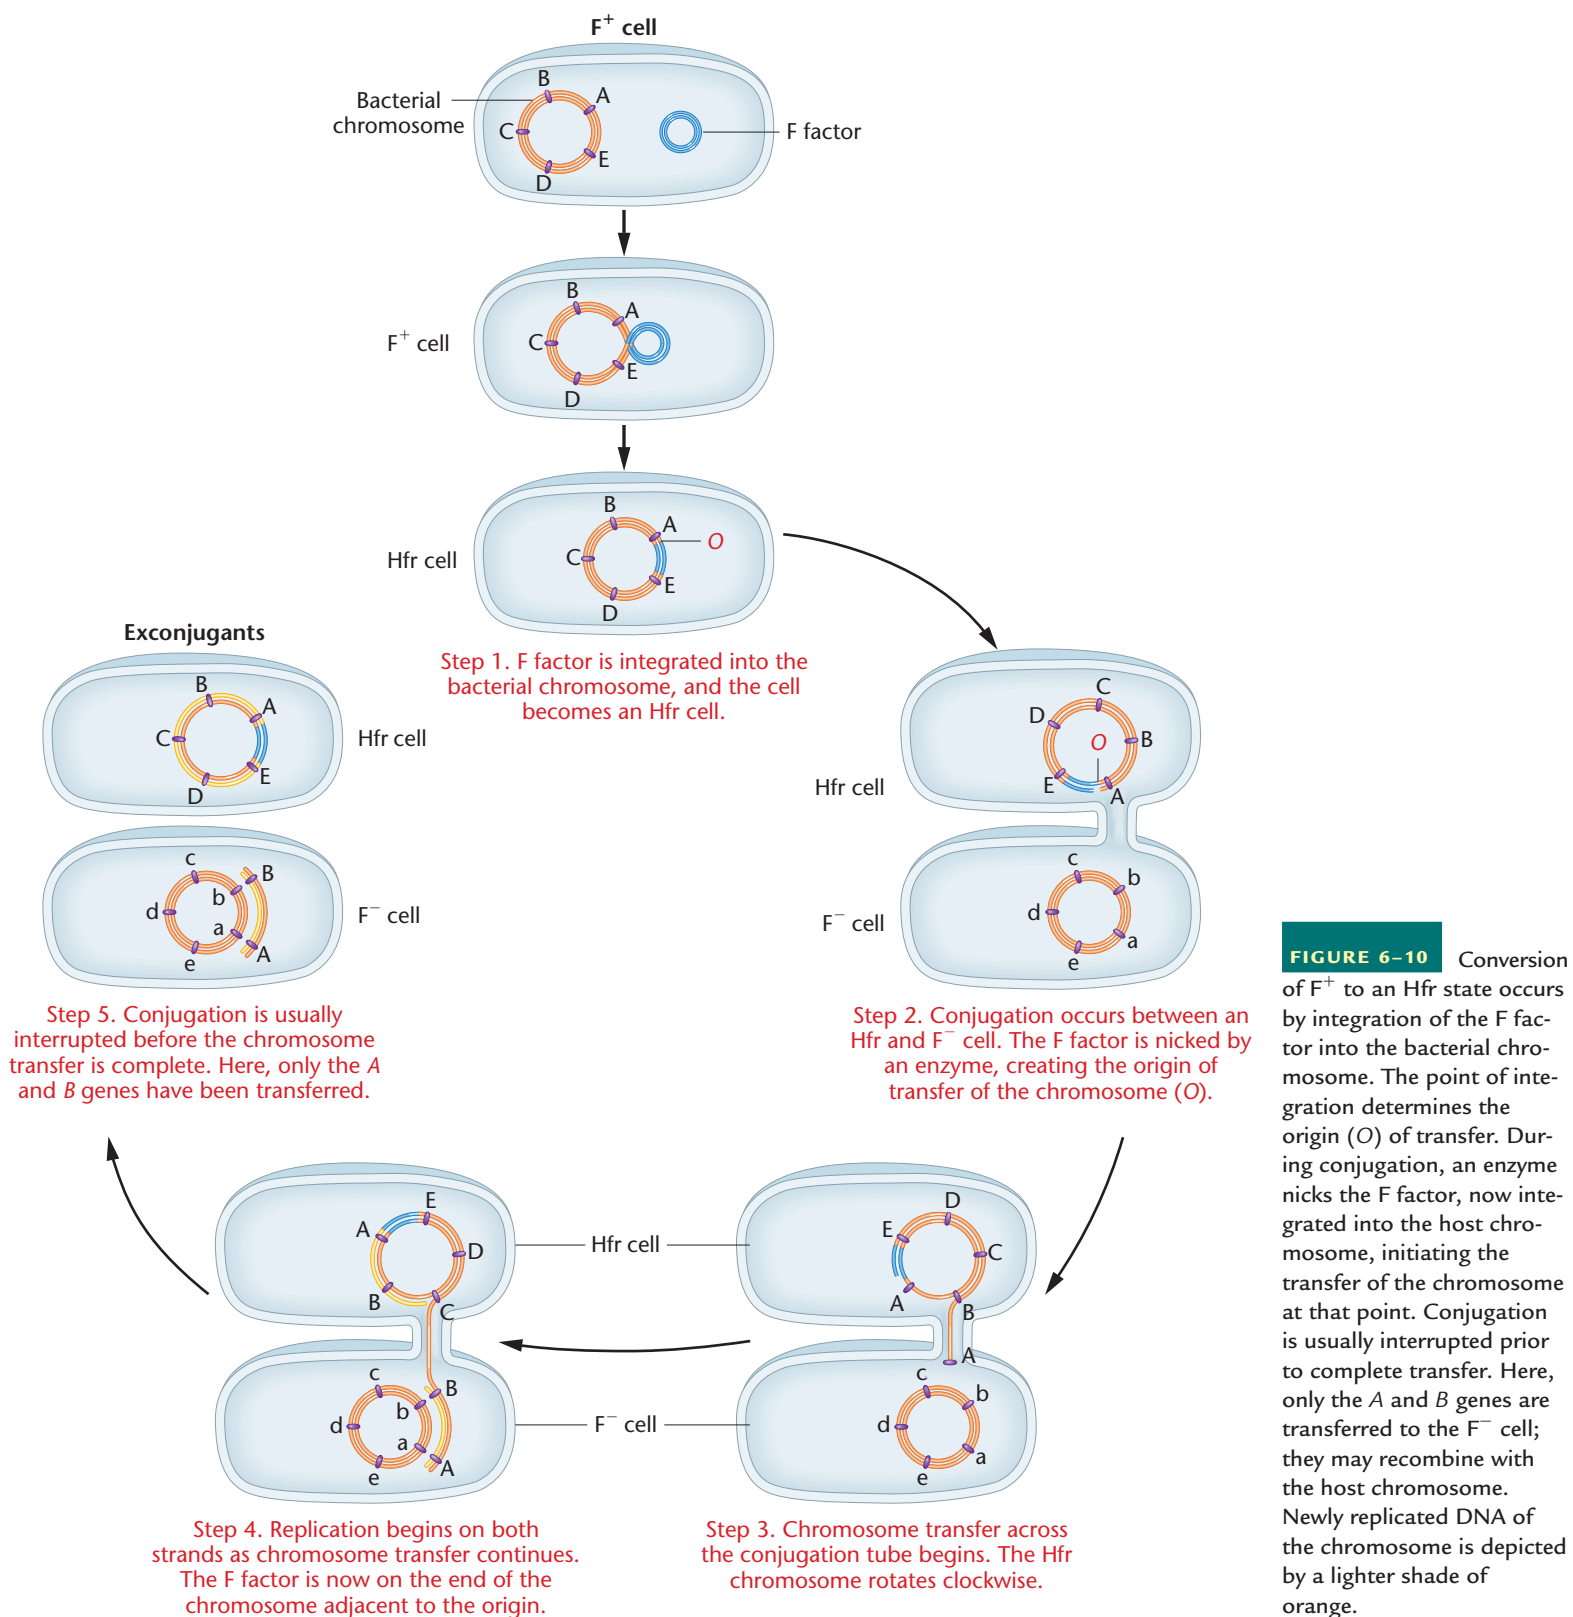 F⁺ cell
Bacterial
chromosome
B
A
C
E
D
F factor
F⁺ cell
B
A
C
E
D
Hfr cell
B
A
O
C
E
D
Step 1. F factor is integrated into the
bacterial chromosome, and the cell
becomes an Hfr cell.
Hfr cell
C
D
B
O
E
A
F⁻ cell
c
b
d
a
e
Step 2. Conjugation occurs between an
Hfr and F⁻ cell. The F factor is nicked by
an enzyme, creating the origin of
transfer of the chromosome (O).
Hfr cell
D
E
C
A
B
A
F⁻ cell
c
b
d
a
e
Step 3. Chromosome transfer across
the conjugation tube begins. The Hfr
chromosome rotates clockwise.
E
A
D
B
C
c
B
b
d
a
A
e
Step 4. Replication begins on both
strands as chromosome transfer continues.
The F factor is now on the end of the
chromosome adjacent to the origin.
Exconjugants
B
A
C
E
D
Hfr cell
c
B
b
d
a
A
e
F⁻ cell
Step 5. Conjugation is usually
interrupted before the chromosome
transfer is complete. Here, only the A
and B genes have been transferred.
FIGURE 6–10 Conversion
of F⁺ to an Hfr state occurs
by integration of the F fac-
tor into the bacterial chro-
mosome. The point of inte-
gration determines the
origin (O) of transfer. Dur-
ing conjugation, an enzyme
nicks the F factor, now inte-
grated into the host chro-
mosome, initiating the
transfer of the chromosome
at that point. Conjugation
is usually interrupted prior
to complete transfer. Here,
only the A and B genes are
transferred to the F⁻ cell;
they may recombine with
the host chromosome.
Newly replicated DNA of
the chromosome is depicted
by a lighter shade of
orange.